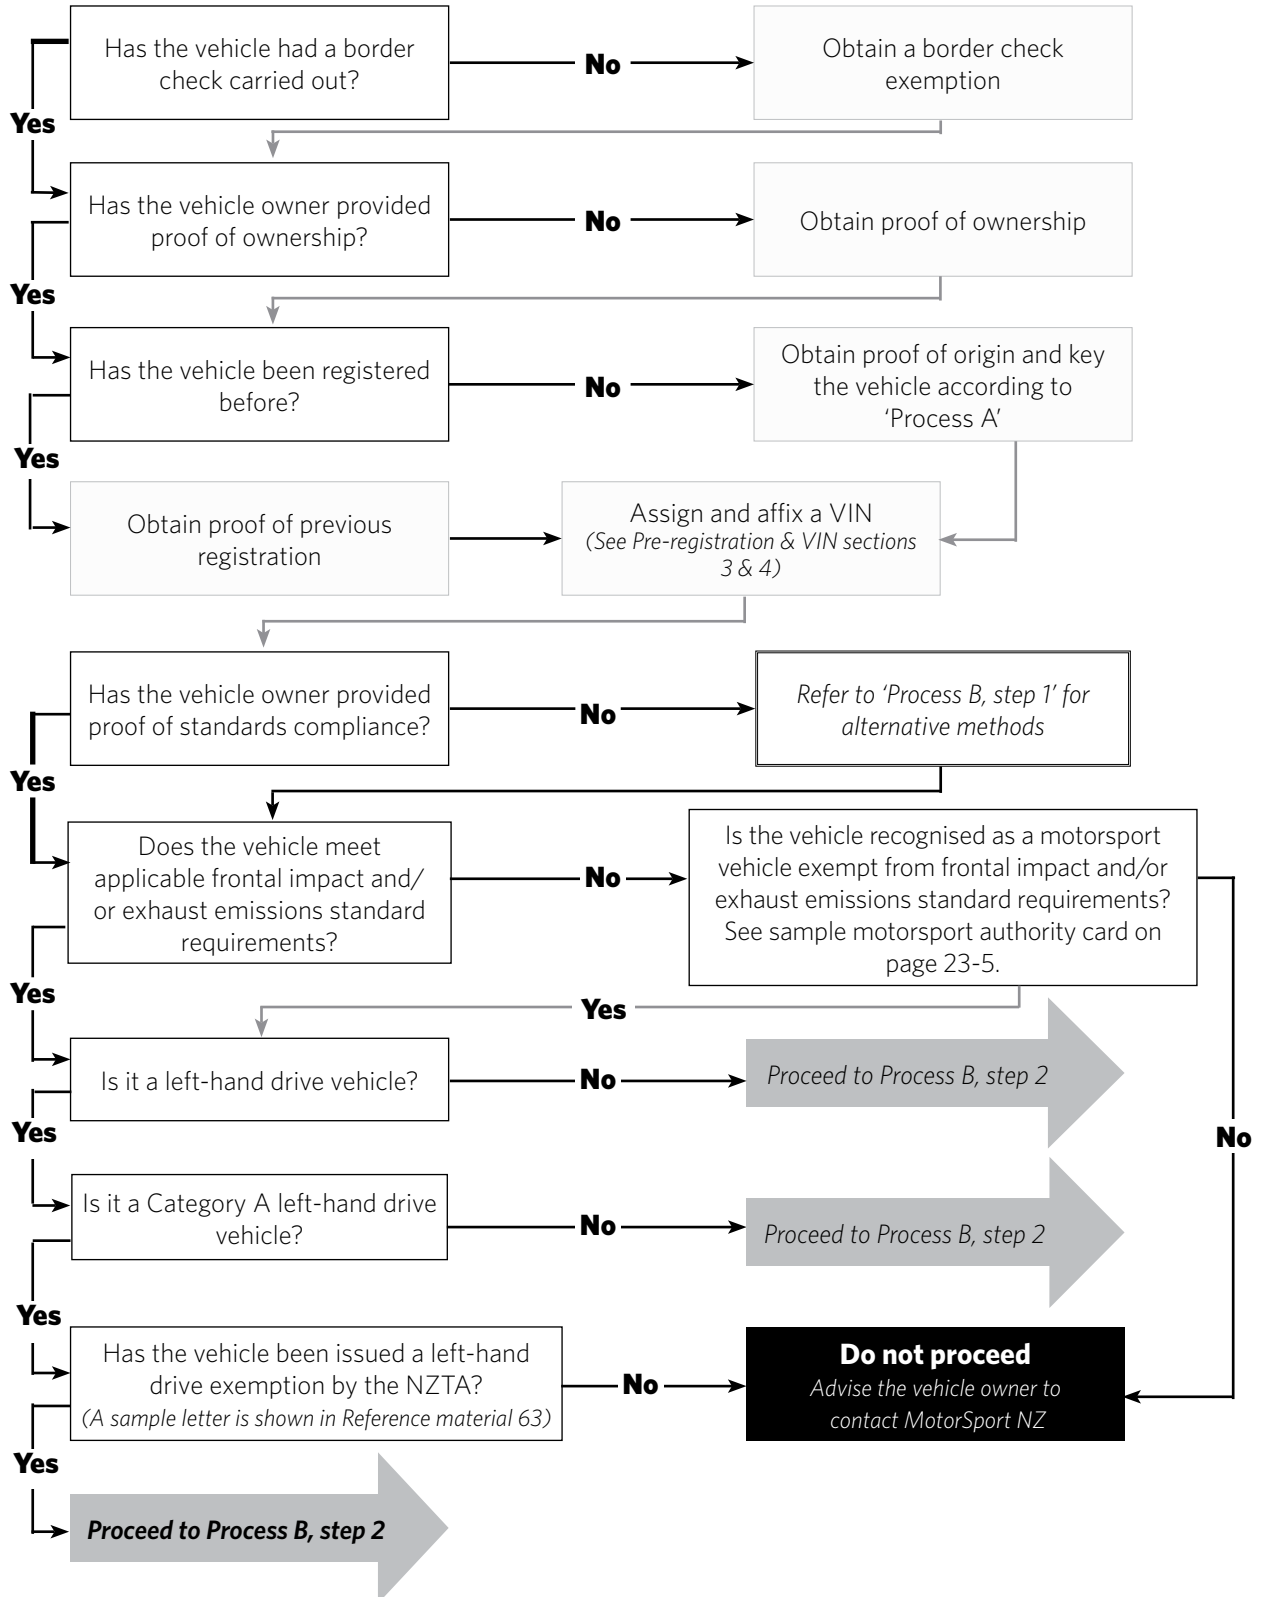 Has the vehicle had a border
check carried out?
No
Obtain a border check
exemption
Yes
Has the vehicle owner provided
proof of ownership?
No
Obtain proof of ownership
Yes
Has the vehicle been registered
before?
No
Obtain proof of origin and key
the vehicle according to
‘Process A’
Yes
Obtain proof of previous
registration
Assign and affix a VIN
(See Pre-registration & VIN sections
3 & 4)
Has the vehicle owner provided
proof of standards compliance?
No
Refer to ‘Process B, step 1’ for
alternative methods
Yes
Does the vehicle meet
applicable frontal impact and/
or exhaust emissions standard
requirements?
No
Is the vehicle recognised as a motorsport
vehicle exempt from frontal impact and/or
exhaust emissions standard requirements?
See sample motorsport authority card on
page 23-5.
Yes
Yes
Is it a left-hand drive vehicle?
No
Proceed to Process B, step 2
Yes
No
Is it a Category A left-hand drive
vehicle?
No
Proceed to Process B, step 2
Yes
Has the vehicle been issued a left-hand
drive exemption by the NZTA?
(A sample letter is shown in Reference material 63)
No
Do not proceed
Advise the vehicle owner to
contact MotorSport NZ
Yes
Proceed to Process B, step 2